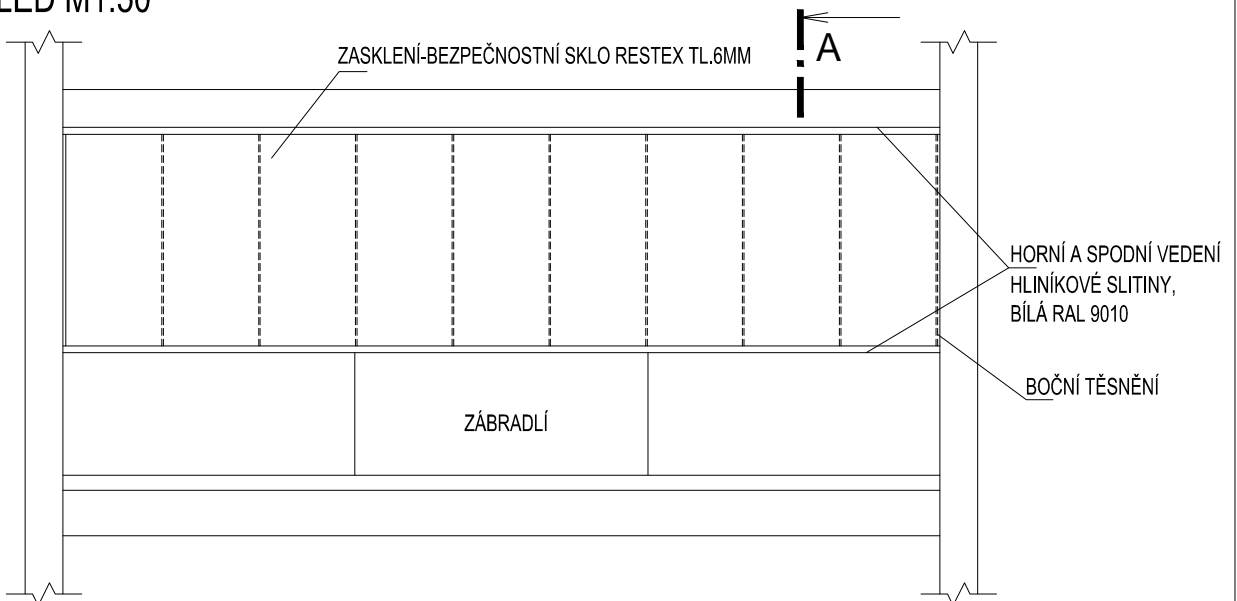 LED M1:50
ZASKLENÍ-BEZPEČNOSTNÍ SKLO RESTEX TL.6MM
A
HORNÍ A SPODNÍ VEDENÍ
HLINÍKOVÉ SLITINY,
BÍLÁ RAL 9010
BOČNÍ TĚSNĚNÍ
ZÁBRADLÍ